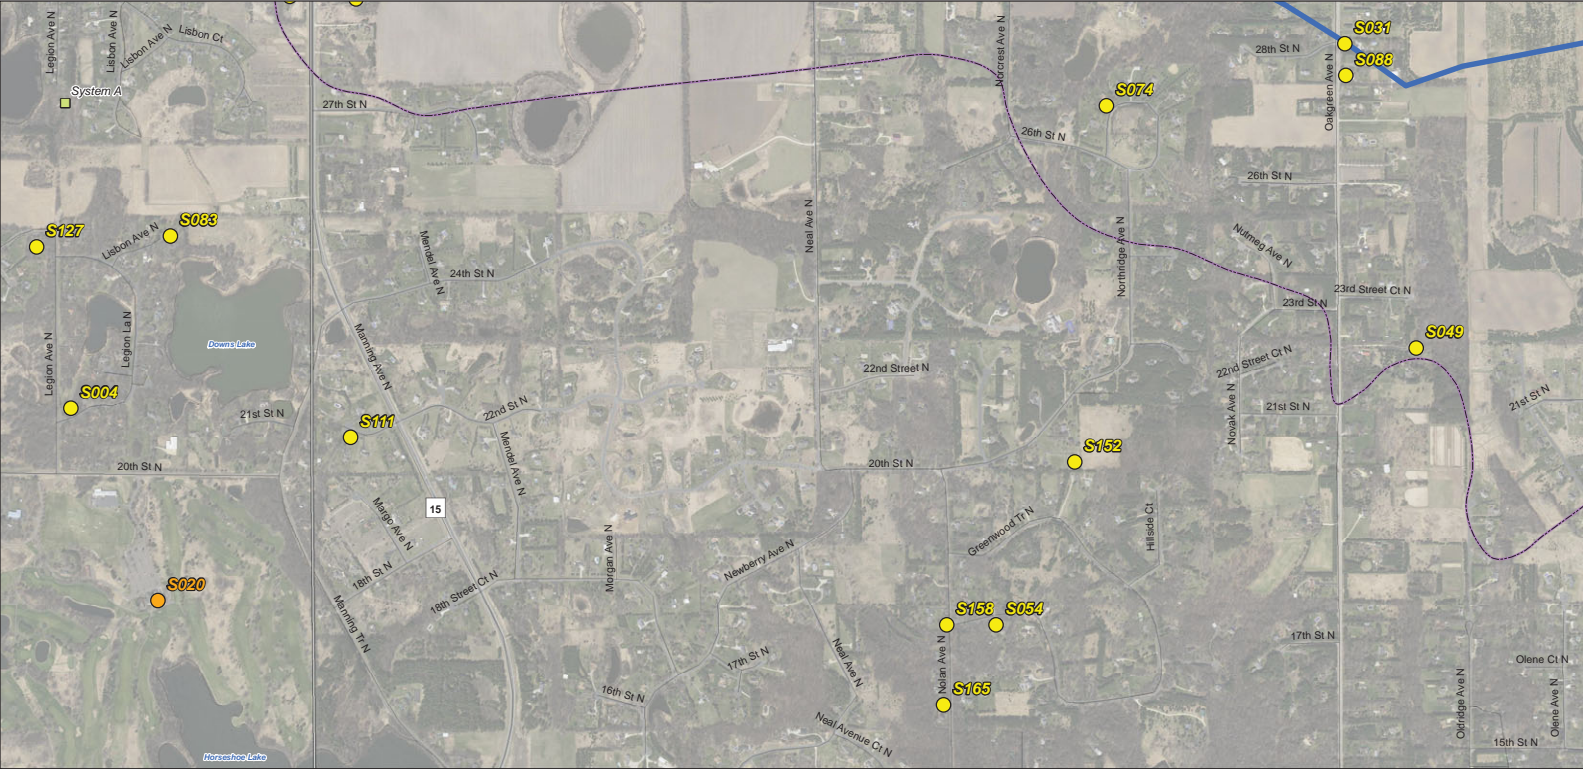 Legion Ave N
Lisbon Ave N
Lisbon Ave N
Lisbon Ct
System A
27th St N
Norcrest Ave N
S074
26th St N
28th St N
S031
S088
Oakgreen Ave N
26th St N
S127
S083
Lisbon Ave N
Mendel Ave N
24th St N
Neal Ave N
Northridge Ave N
Nutmeg Ave N
23rd Street Ct N
23rd St N
Legion Ave N
Legion La N
Downs Lake
Manning Ave N
22nd Street N
22nd Street Ct N
S049
S004
21st St N
S111
22nd St N
Mendel Ave N
Novak Ave N
21st St N
21st St N
20th St N
20th St N
S152
15
Margo Ave N
Morgan Ave N
Newberry Ave N
Greenwood Tr N
Hillside Ct
18th St N
18th Street Ct N
S020
Manning Tr N
S158
S054
17th St N
Neal Ave N
17th St N
Nolan Ave N
S165
16th St N
Neal Avenue Ct N
Olene Ct N
Oldridge Ave N
Olene Ave N
15th St N
Horseshoe Lake